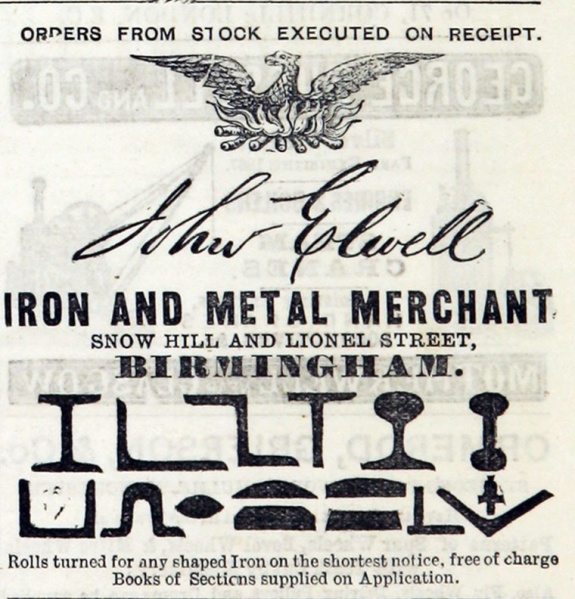 ORDERS FROM STOCK EXECUTED ON RECEIPT.
John Elwell
IRON AND METAL MERCHANT
SNOW HILL AND LIONEL STREET,
BIRMINGHAM.
Rolls turned for any shaped Iron on the shortest notice, free of charge
Books of Sections supplied on Application.